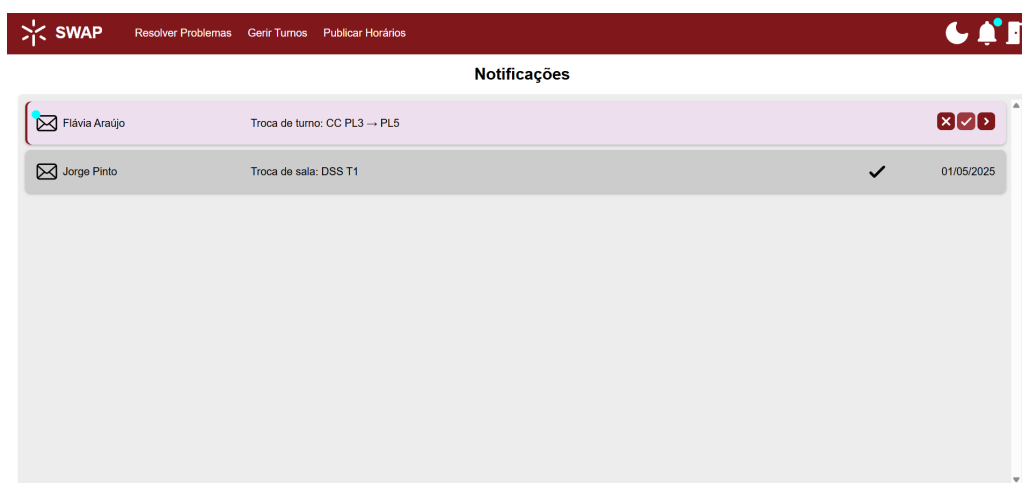 SWAP Resolver Problemas Gerir Turnos Publicar Horários
Notificações
Flávia Araújo Troca de turno: CC PL3 → PL5
Jorge Pinto Troca de sala: DSS T1 01/05/2025